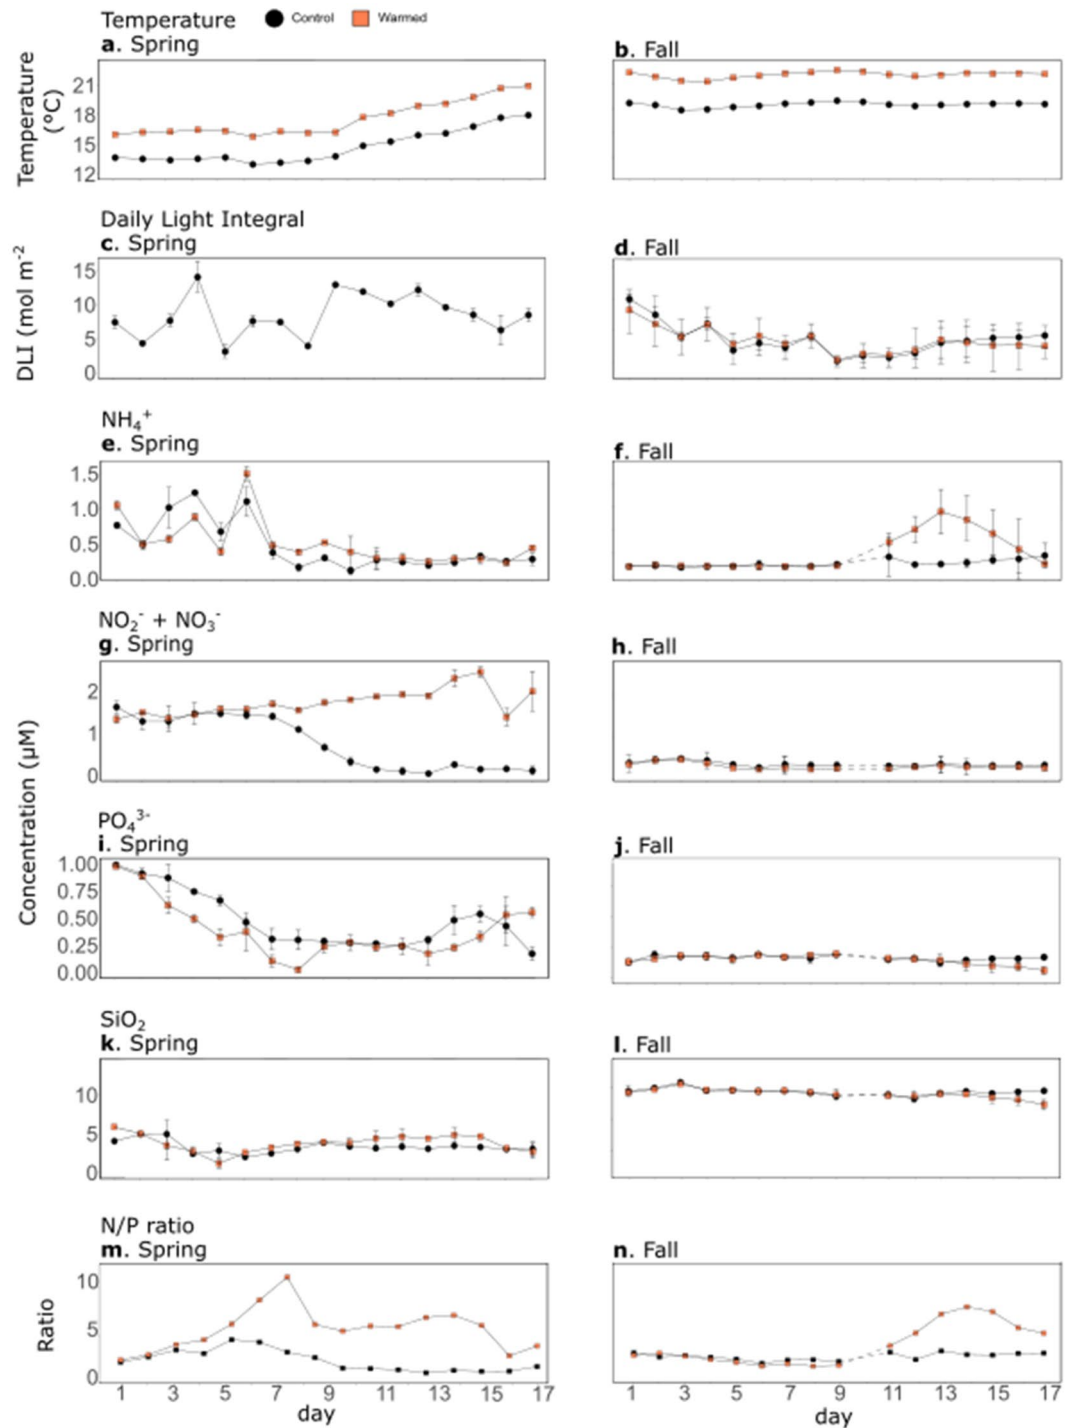 Temperature Control Warmed
a. Spring b. Fall
Temperature
(°C)
21
18
15
12
Daily Light Integral
c. Spring d. Fall
DLI (mol m-2
15
10
5
0
NH₄⁺
e. Spring f. Fall
1.5
1.0
0.5
0.0
NO₂⁻ + NO₃⁻
g. Spring h. Fall
2
1
0
Concentration (µM)
PO₄³⁻
i. Spring j. Fall
1.00
0.75
0.50
0.25
0.00
SiO₂
k. Spring l. Fall
10
5
0
N/P ratio
m. Spring n. Fall
Ratio
10
5
0
1 3 5 7 9 11 13 15 17 1 3 5 7 9 11 13 15 17
day day